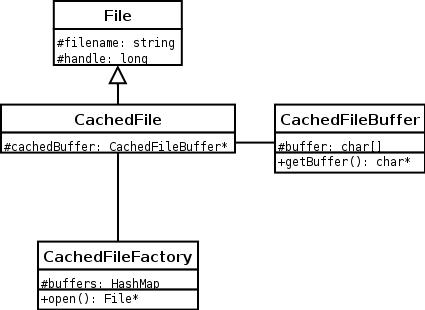 File
#filename: string
#handle: long
CachedFile
#cachedBuffer: CachedFileBuffer*
CachedFileBuffer
#buffer: char[]
+getBuffer(): char*
CachedFileFactory
#buffers: HashMap
+open(): File*